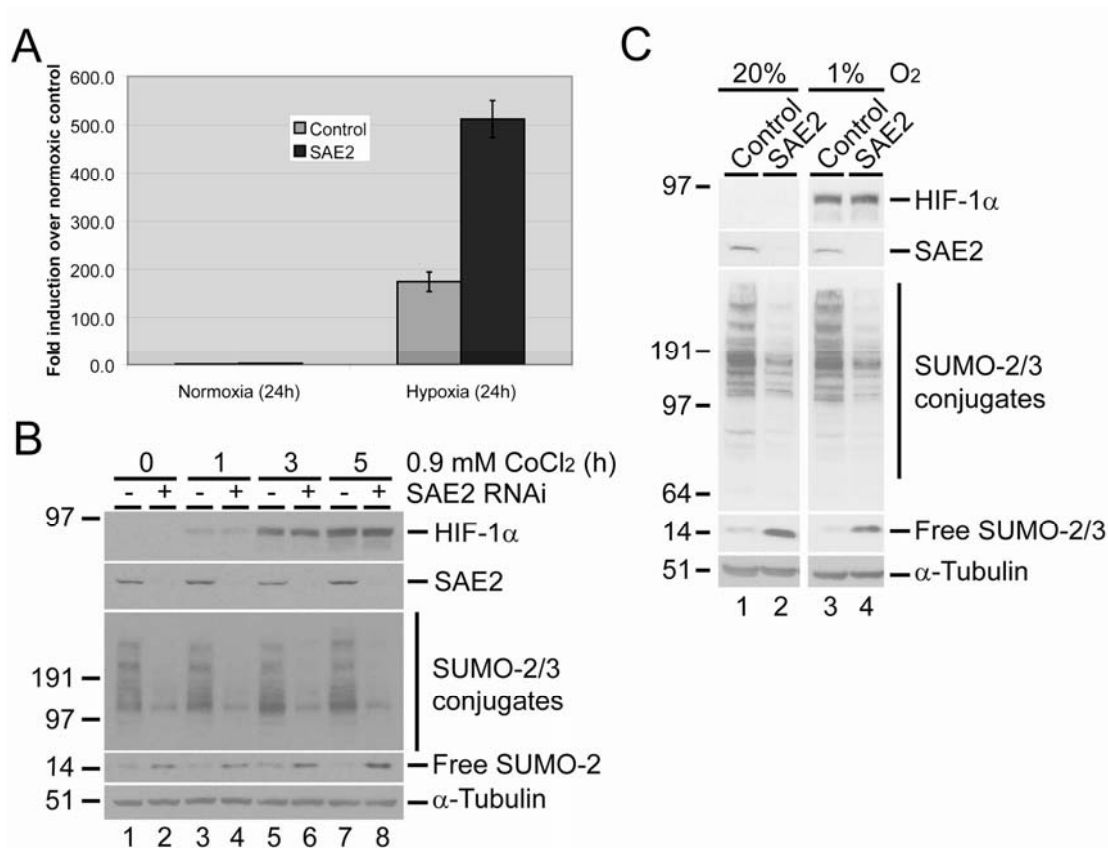 A
Fold induction over normoxic control
600.0
500.0
400.0
300.0
200.0
100.0
0.0
Control
SAE2
Normoxia (24h)
Hypoxia (24h)
B
0 1 3 5 0.9 mM CoCl2 (h)
- + - + - + - + SAE2 RNAi
97
HIF-1α
SAE2
191
97
SUMO-2/3
conjugates
14
Free SUMO-2
51
α-Tubulin
1 2 3 4 5 6 7 8
C
20% 1% O2
Control SAE2 Control SAE2
97
HIF-1α
SAE2
191
97
64
SUMO-2/3
conjugates
14
Free SUMO-2/3
51
α-Tubulin
1 2 3 4